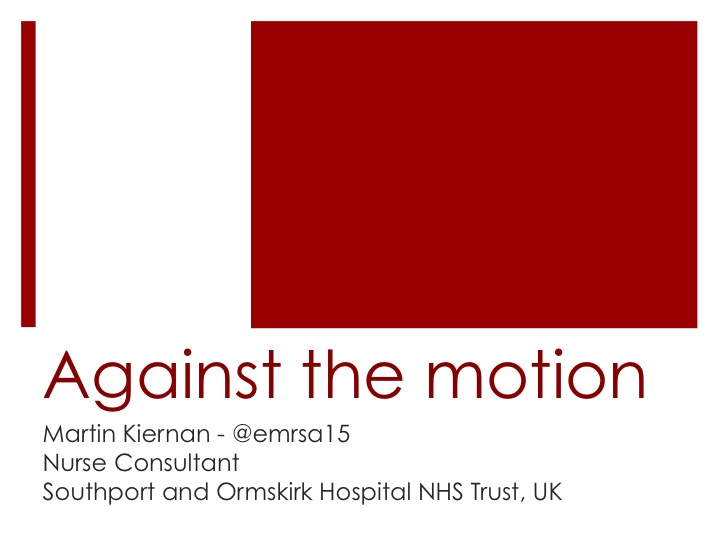 Against the motion
Martin Kiernan - @emrsa15
Nurse Consultant
Southport and Ormskirk Hospital NHS Trust, UK